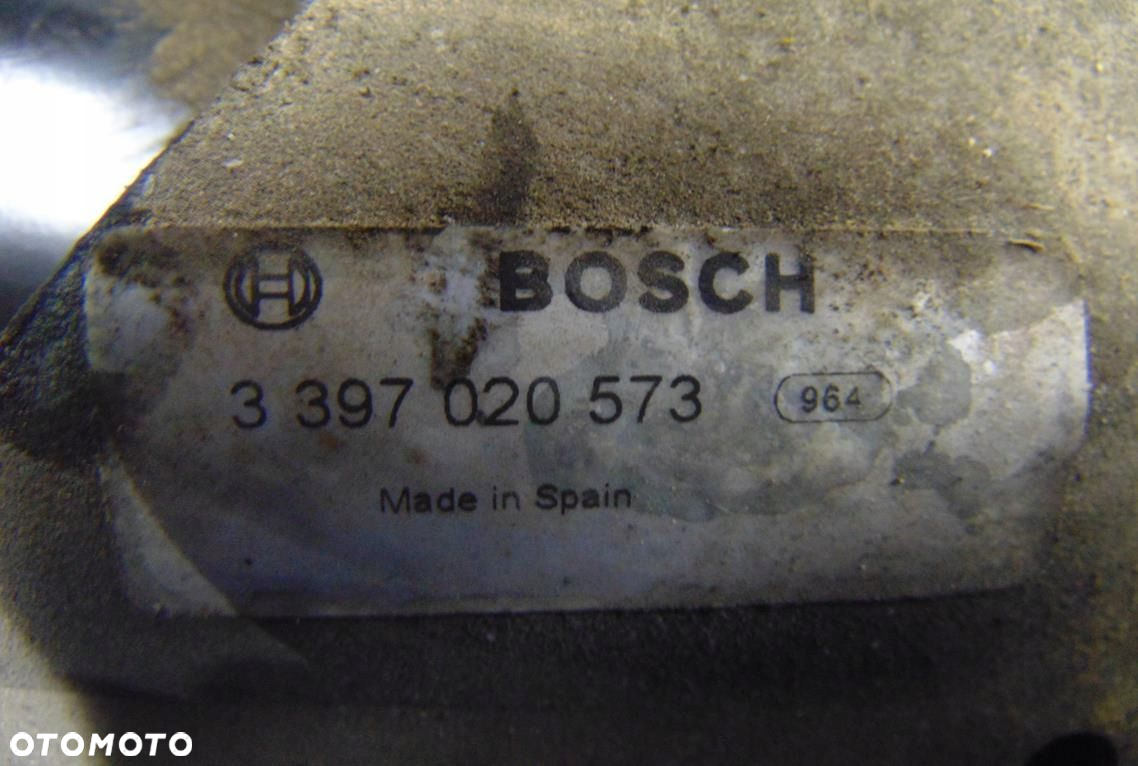 BOSCH
3 397 020 573 964
Made in Spain
OTOMOTO